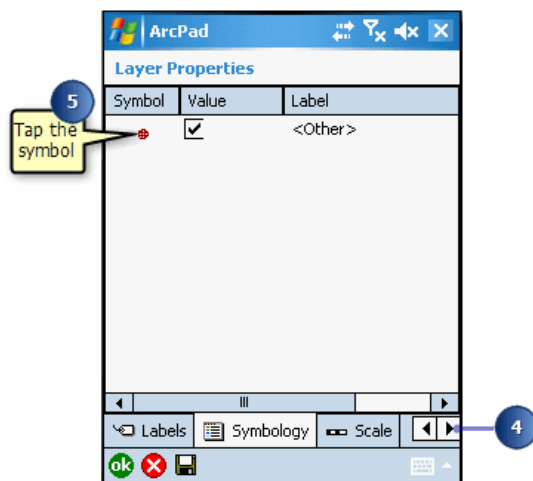 ArcPad
Layer Properties
Symbol Value Label
5
Tap the
symbol
<Other>
Labels Symbology Scale
4
ok